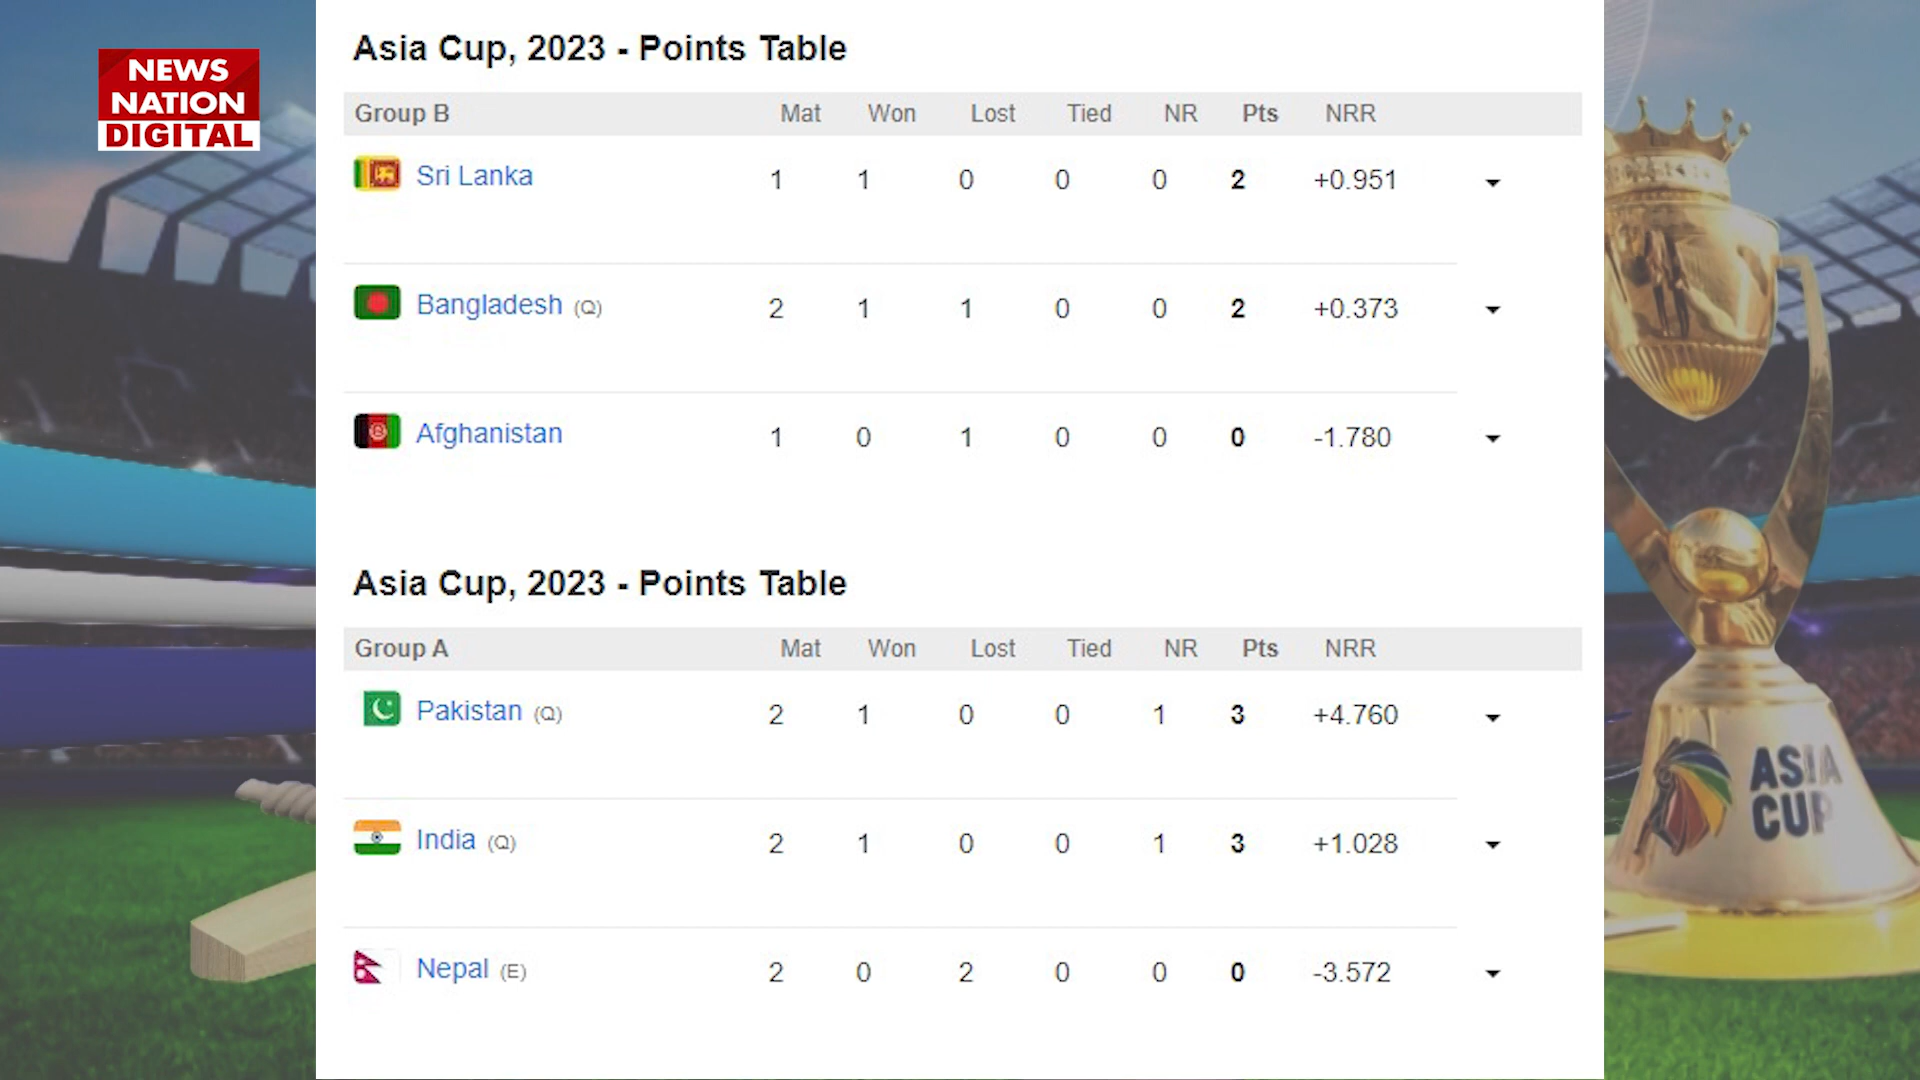 NEWS
NATION
DIGITAL
Asia Cup, 2023 - Points Table
Group B Mat Won Lost Tied NR Pts NRR
Sri Lanka 1 1 0 0 0 2 +0.951
Bangladesh (Q) 2 1 1 0 0 2 +0.373
Afghanistan 1 0 1 0 0 0 -1.780
Asia Cup, 2023 - Points Table
Group A Mat Won Lost Tied NR Pts NRR
Pakistan (Q) 2 1 0 0 1 3 +4.760
India (Q) 2 1 0 0 1 3 +1.028
Nepal (E) 2 0 2 0 0 0 -3.572
ASIA
CUP